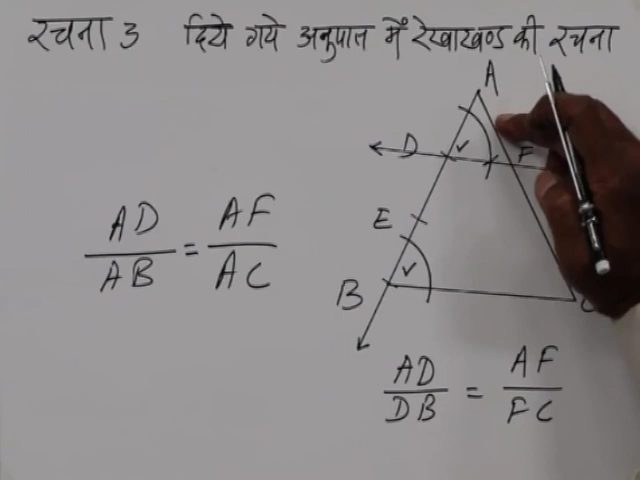 रचना 3 दिये गये अनुपात में रेखाखण्ड की रचना
A
D F
E
B
AD/AB = AF/AC
AD/DB = AF/FC